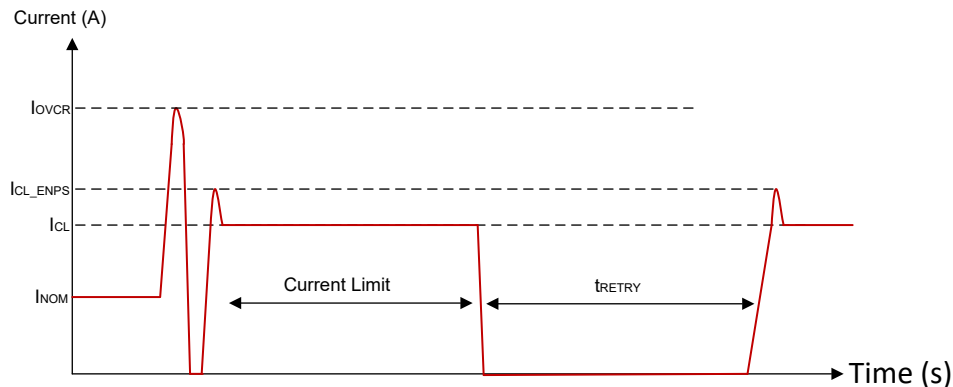 Current (A)
IOVCR
ICL_ENPS
ICL
INOM
Current Limit
tRETRY
Time (s)